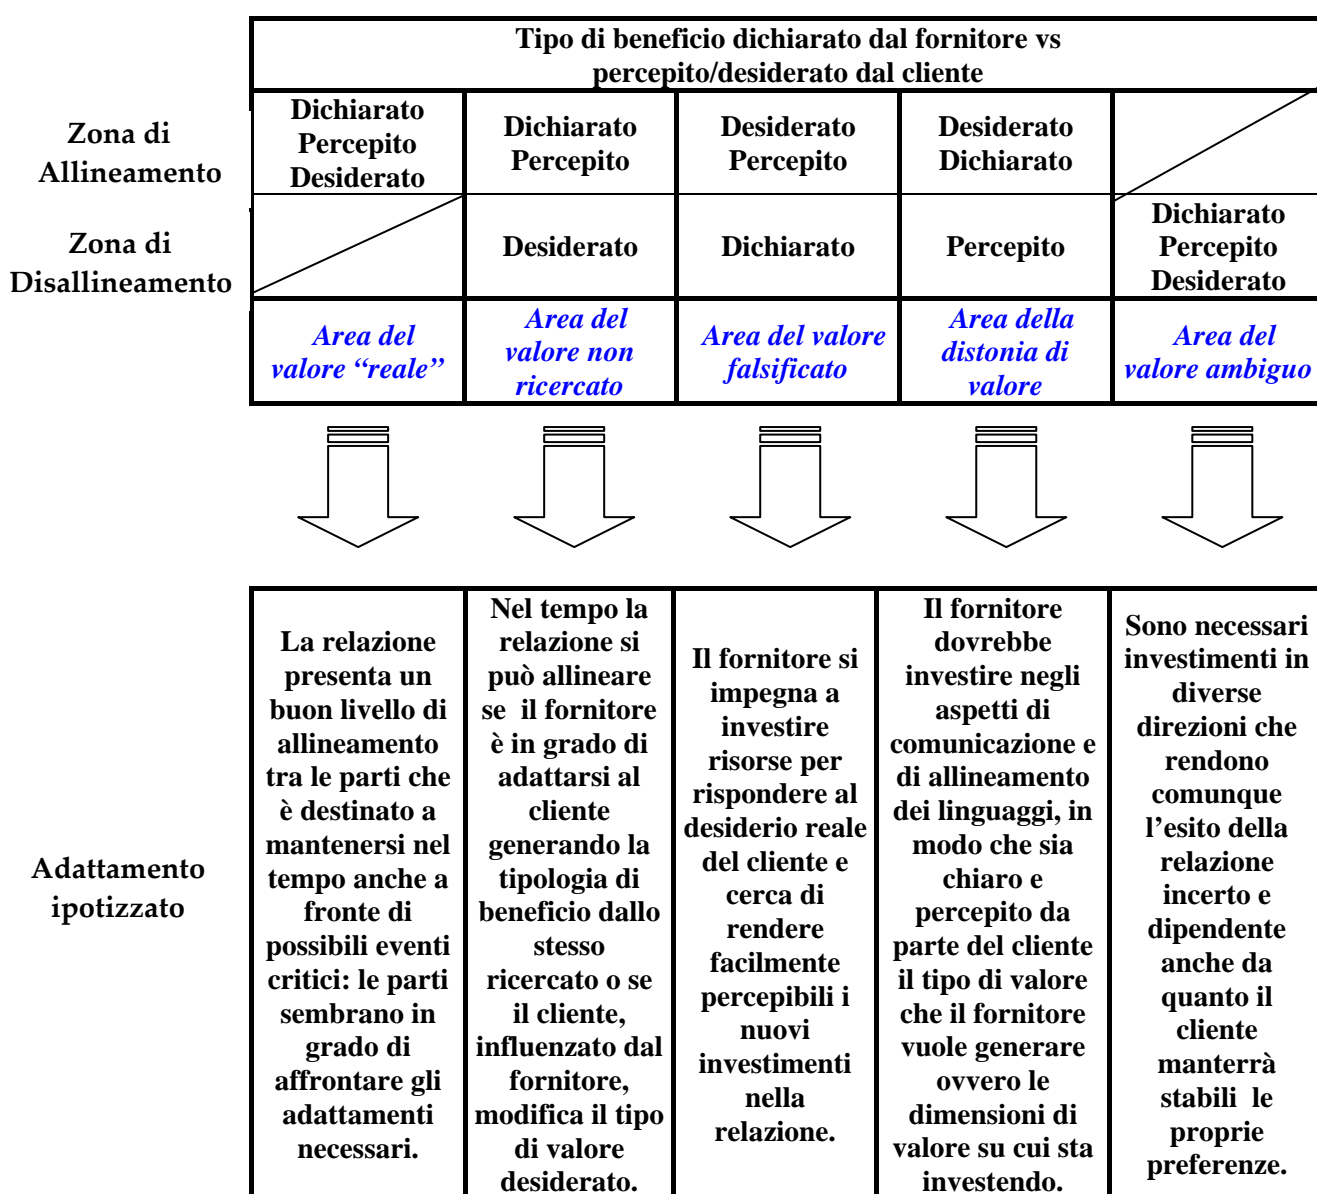 Tipo di beneficio dichiarato dal fornitore vs
percepito/desiderato dal cliente
Zona di
Allineamento
Dichiarato
Percepito
Desiderato
Dichiarato
Percepito
Desiderato
Percepito
Desiderato
Dichiarato
Zona di
Disallineamento
Desiderato
Dichiarato
Percepito
Dichiarato
Percepito
Desiderato
Area del
valore “reale”
Area del
valore non
ricercato
Area del valore
falsificato
Area della
distonia di
valore
Area del
valore ambiguo
Adattamento
ipotizzato
La relazione
presenta un
buon livello di
allineamento
tra le parti che
è destinato a
mantenersi nel
tempo anche a
fronte di
possibili eventi
critici: le parti
sembrano in
grado di
affrontare gli
adattamenti
necessari.
Nel tempo la
relazione si
può allineare
se il fornitore
è in grado di
adattarsi al
cliente
generando la
tipologia di
beneficio dallo
stesso
ricercato o se
il cliente,
influenzato dal
fornitore,
modifica il tipo
di valore
desiderato.
Il fornitore si
impegna a
investire
risorse per
rispondere al
desiderio reale
del cliente e
cerca di
rendere
facilmente
percepibili i
nuovi
investimenti
nella
relazione.
Il fornitore
dovrebbe
investire negli
aspetti di
comunicazione e
di allineamento
dei linguaggi, in
modo che sia
chiaro e
percepito da
parte del cliente
il tipo di valore
che il fornitore
vuole generare
ovvero le
dimensioni di
valore su cui sta
investendo.
Sono necessari
investimenti in
diverse
direzioni che
rendono
comunque
l’esito della
relazione
incerto e
dipendente
anche da
quanto il
cliente
manterrà
stabili le
proprie
preferenze.